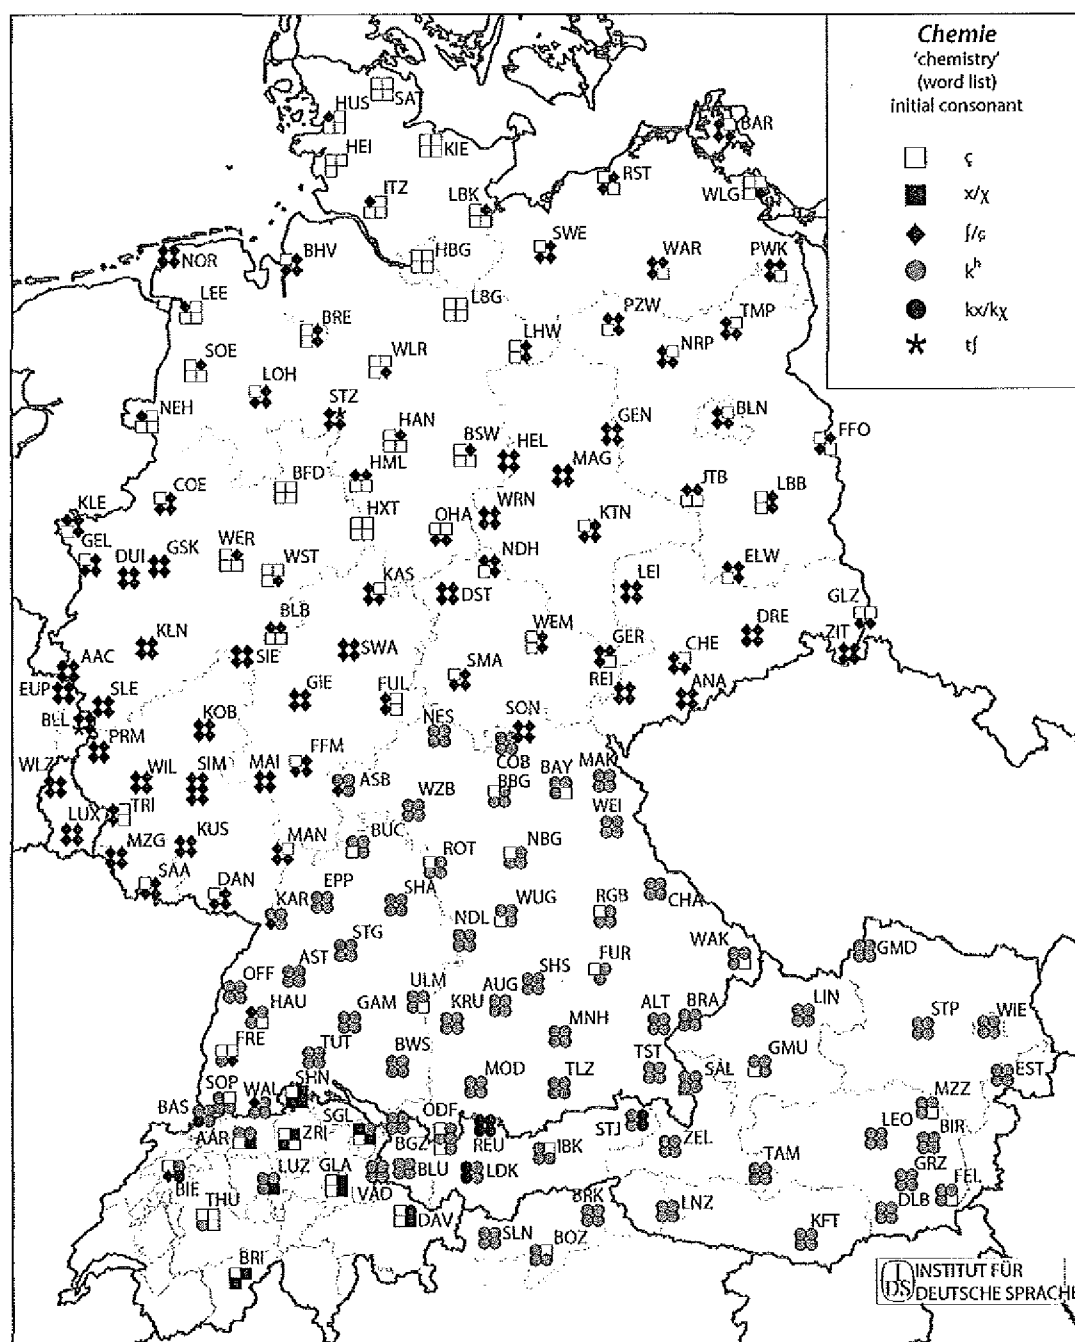 Chemie
'chemistry'
(word list)
initial consonant
ç
x/χ
ʃ/ɕ
kʰ
kx/kχ
tʃ
SAT
HUS
BAR
HEI
KIE
RST
ITZ
LBK
WLG
HBG
SWE
NOR
BHV
WAR
PWK
LEE
LBG
BRE
PZW
TMP
LHW
NRP
SOE
WLR
LOH
STZ
NEH
HAN
GEN
BLN
BSW
HEL
FFO
MAG
HML
BFD
JTB
LBB
COE
KLE
WRN
HXT
OHA
KTN
GEL
DUI
GSK
WER
WST
NDH
ELW
KAS
DST
LEI
GLZ
BLB
WEM
DRE
KLN
GER
CHE
ZIT
AAC
SIE
SWA
SMA
EUP
SLE
GIE
FUL
REI
ANA
BLL
KOB
NES
SON
PRM
FFM
COB
MAK
WLZ
WIL
SIM
MAI
ASB
BBG
BAY
WZB
WEI
LUX
TRI
KUS
MAN
BUC
NBG
MZG
ROT
SAA
DAN
EPP
SHA
WUG
RGB
CHA
KAR
NDL
STG
WAK
GMD
AST
FUR
OFF
ULM
AUG
SHS
HAU
GAM
KRU
ALT
BRA
LIN
STP
WIE
MNH
FRE
TUT
BWS
TST
GMU
SHN
MOD
TLZ
SAL
EST
SOP
WAL
MZZ
BAS
SGL
ODF
STJ
LEO
AAR
ZRI
BGZ
REU
IBK
ZEL
BIR
LUZ
GLA
BLU
LDK
TAM
GRZ
BIE
VAD
FEL
THU
BRK
LNZ
DLB
DAV
SLN
BOZ
KFT
BRI
IDS
INSTITUT FÜR
DEUTSCHE SPRACHE